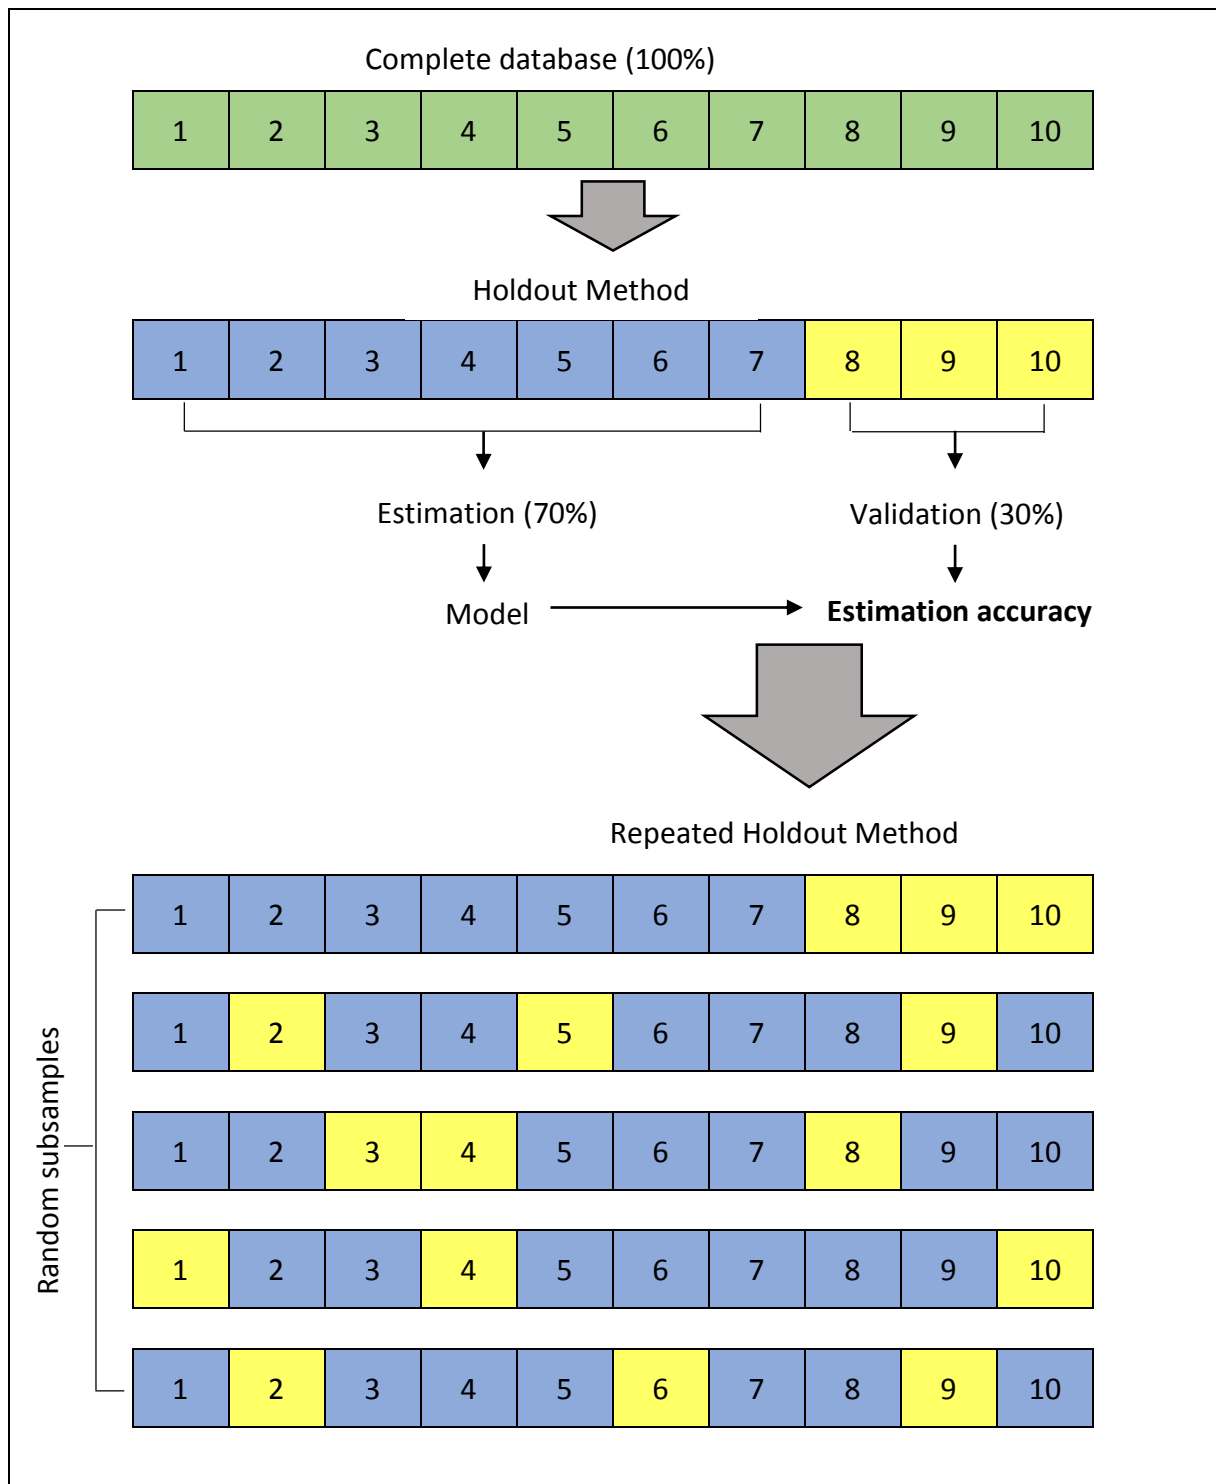 Complete database (100%)
1 2 3 4 5 6 7 8 9 10
Holdout Method
1 2 3 4 5 6 7 8 9 10
Estimation (70%) Validation (30%)
Model Estimation accuracy
Repeated Holdout Method
Random subsamples
1 2 3 4 5 6 7 8 9 10
1 2 3 4 5 6 7 8 9 10
1 2 3 4 5 6 7 8 9 10
1 2 3 4 5 6 7 8 9 10
1 2 3 4 5 6 7 8 9 10